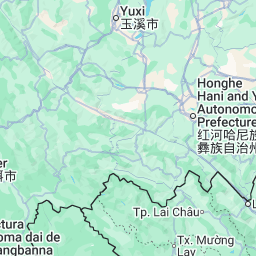 Yuxi
玉溪市
Honghe
Hani and Y
Autonomo
Prefecture
红河哈尼族
彝族自治州
er
洱市
Tp. Lai Châu
L
ctura
oma dai de
angbanna
Tx. Mường
Lay